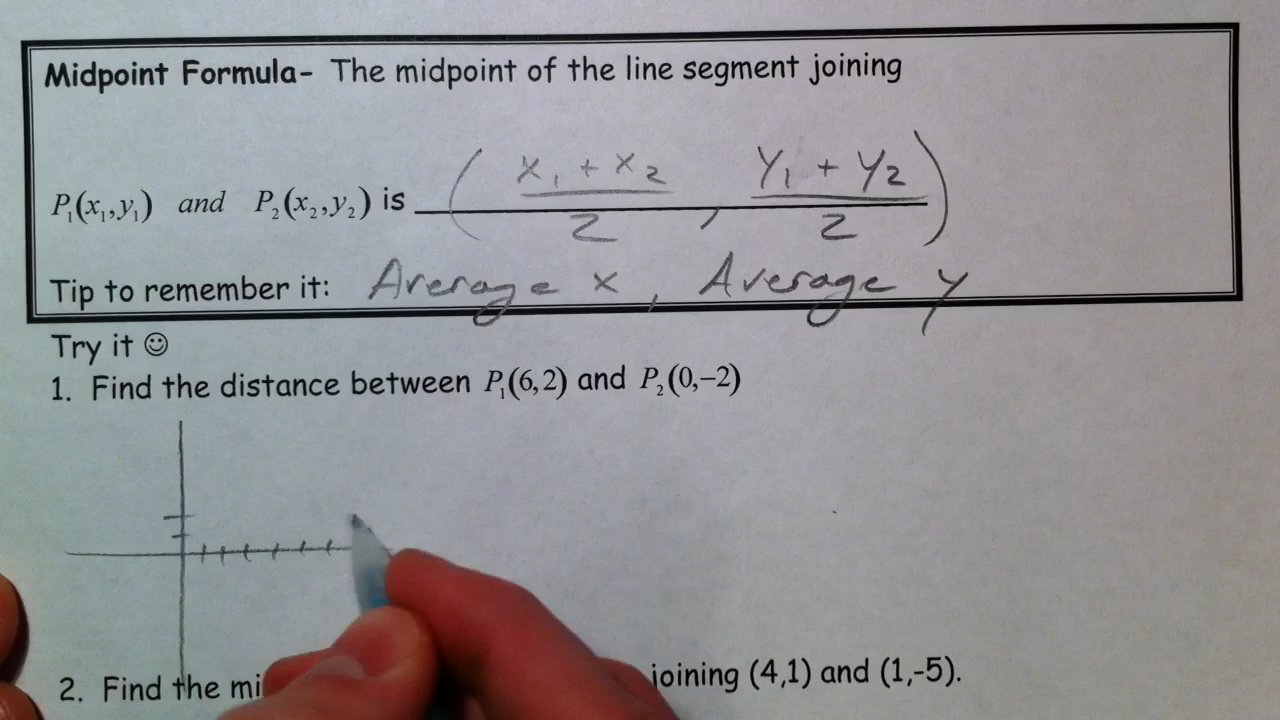 Midpoint Formula- The midpoint of the line segment joining
P₁(x₁,y₁) and P₂(x₂,y₂) is ( x₁ + x₂ / 2 , y₁ + y₂ / 2 )
Tip to remember it: Average x , Average y
Try it ☺
1. Find the distance between P₁(6,2) and P₂(0,−2)
2. Find the mi joining (4,1) and (1,-5).